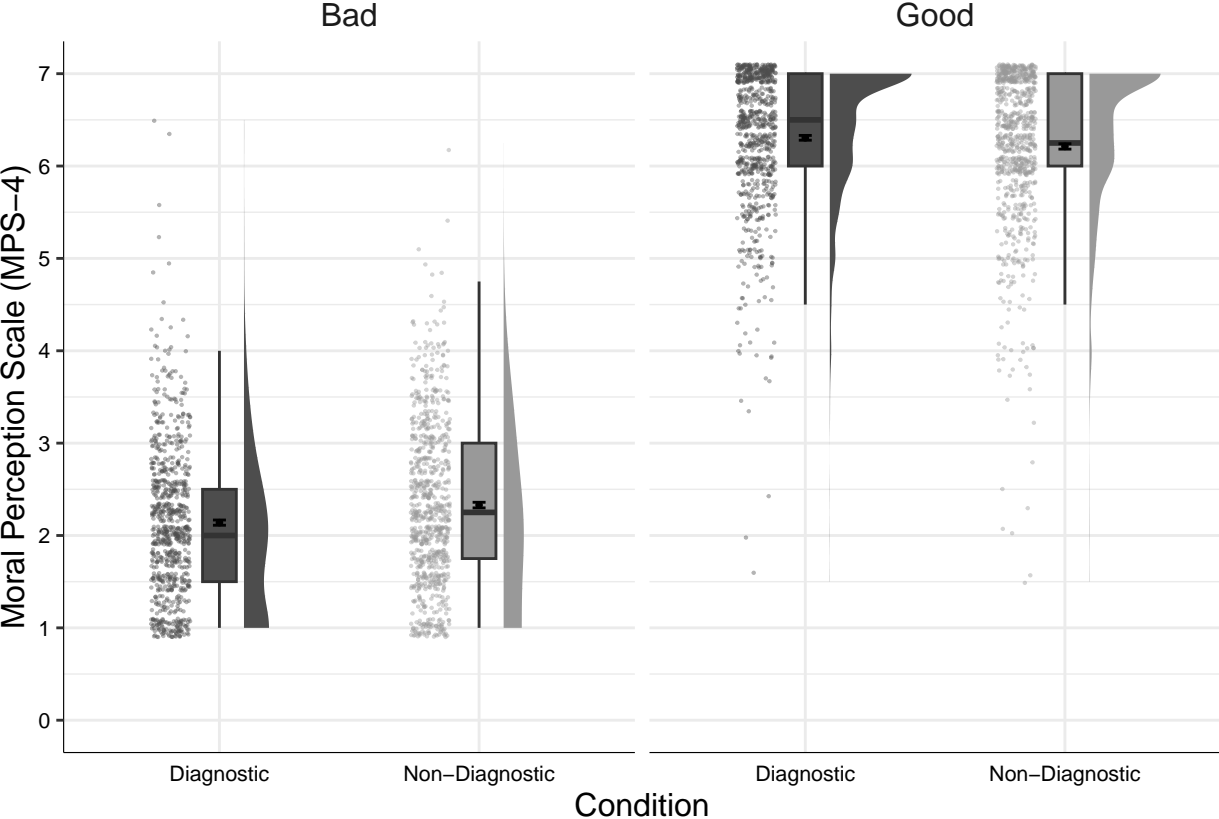 Bad
Good
Moral Perception Scale (MPS−4)
7
6
5
4
3
2
1
0
Diagnostic
Non−Diagnostic
Diagnostic
Non−Diagnostic
Condition